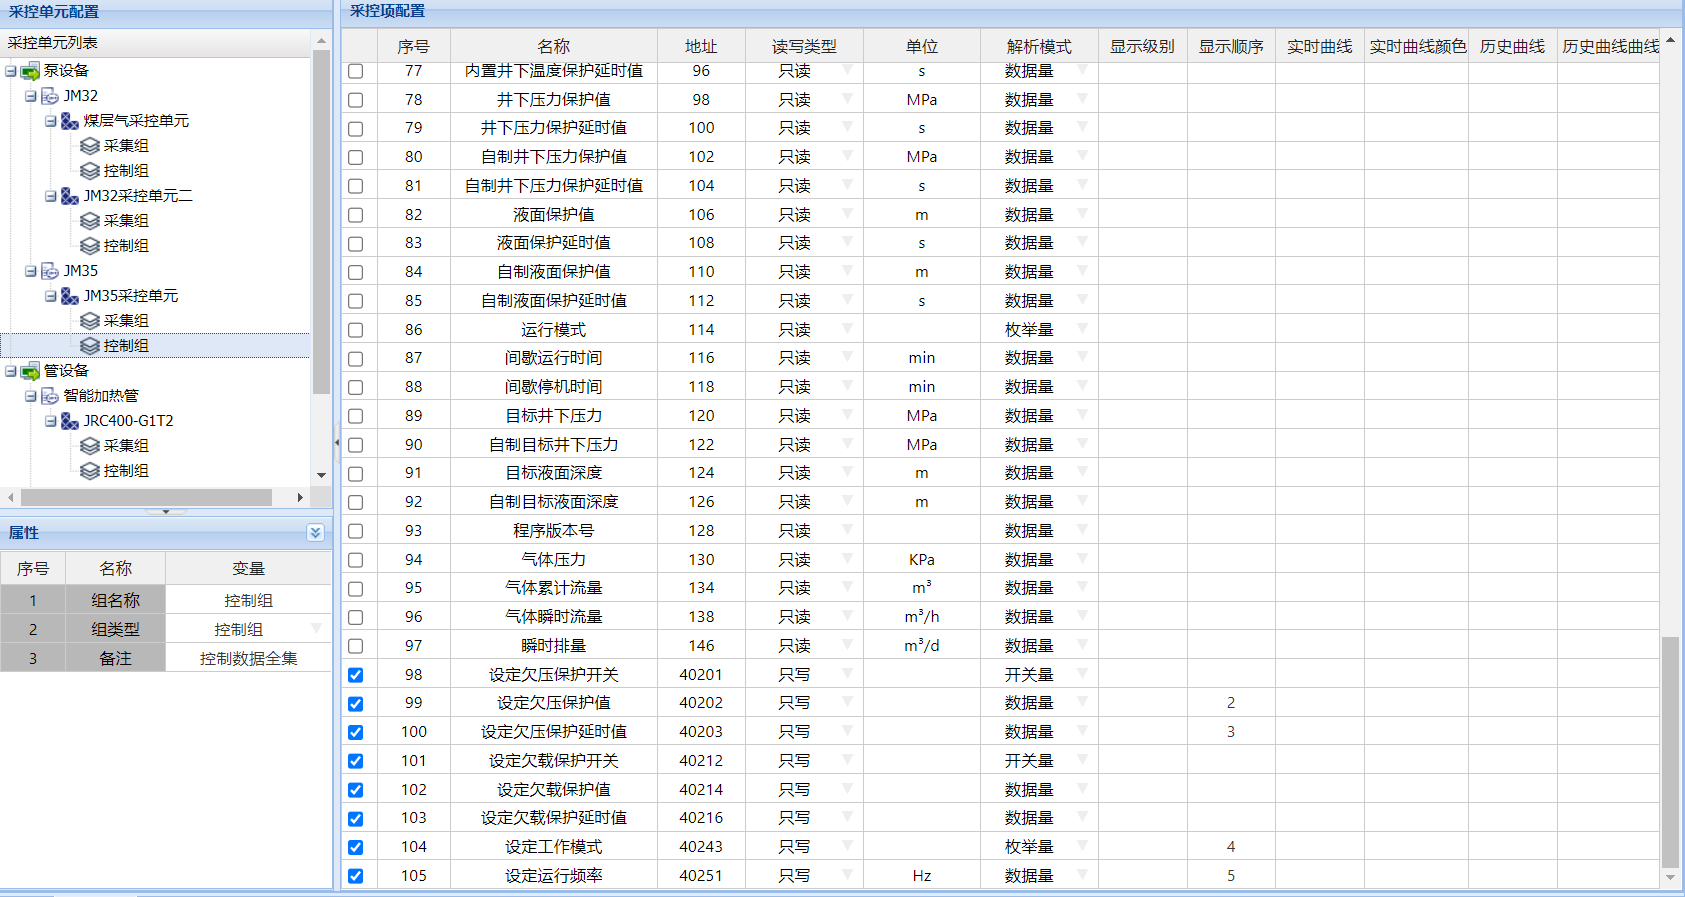 采控单元配置
采控单元列表
泵设备
JM32
煤层气采控单元
采集组
控制组
JM32采控单元二
采集组
控制组
JM35
JM35采控单元
采集组
控制组
管设备
智能加热管
JRC400-G1T2
采集组
控制组
属性
序号 名称 变量
1 组名称 控制组
2 组类型 控制组
3 备注 控制数据全集
采控项配置
序号 名称 地址 读写类型 单位 解析模式 显示级别 显示顺序 实时曲线 实时曲线颜色 历史曲线 历史曲线曲线
77 内置井下温度保护延时值 96 只读 s 数据量
78 井下压力保护值 98 只读 MPa 数据量
79 井下压力保护延时值 100 只读 s 数据量
80 自制井下压力保护值 102 只读 MPa 数据量
81 自制井下压力保护延时值 104 只读 s 数据量
82 液面保护值 106 只读 m 数据量
83 液面保护延时值 108 只读 s 数据量
84 自制液面保护值 110 只读 m 数据量
85 自制液面保护延时值 112 只读 s 数据量
86 运行模式 114 只读 枚举量
87 间歇运行时间 116 只读 min 数据量
88 间歇停机时间 118 只读 min 数据量
89 目标井下压力 120 只读 MPa 数据量
90 自制目标井下压力 122 只读 MPa 数据量
91 目标液面深度 124 只读 m 数据量
92 自制目标液面深度 126 只读 m 数据量
93 程序版本号 128 只读 数据量
94 气体压力 130 只读 KPa 数据量
95 气体累计流量 134 只读 m³ 数据量
96 气体瞬时流量 138 只读 m³/h 数据量
97 瞬时排量 146 只读 m³/d 数据量
98 设定欠压保护开关 40201 只写 开关量
99 设定欠压保护值 40202 只写 数据量 2
100 设定欠压保护延时值 40203 只写 数据量 3
101 设定欠载保护开关 40212 只写 开关量
102 设定欠载保护值 40214 只写 数据量
103 设定欠载保护延时值 40216 只写 数据量
104 设定工作模式 40243 只写 枚举量 4
105 设定运行频率 40251 只写 Hz 数据量 5